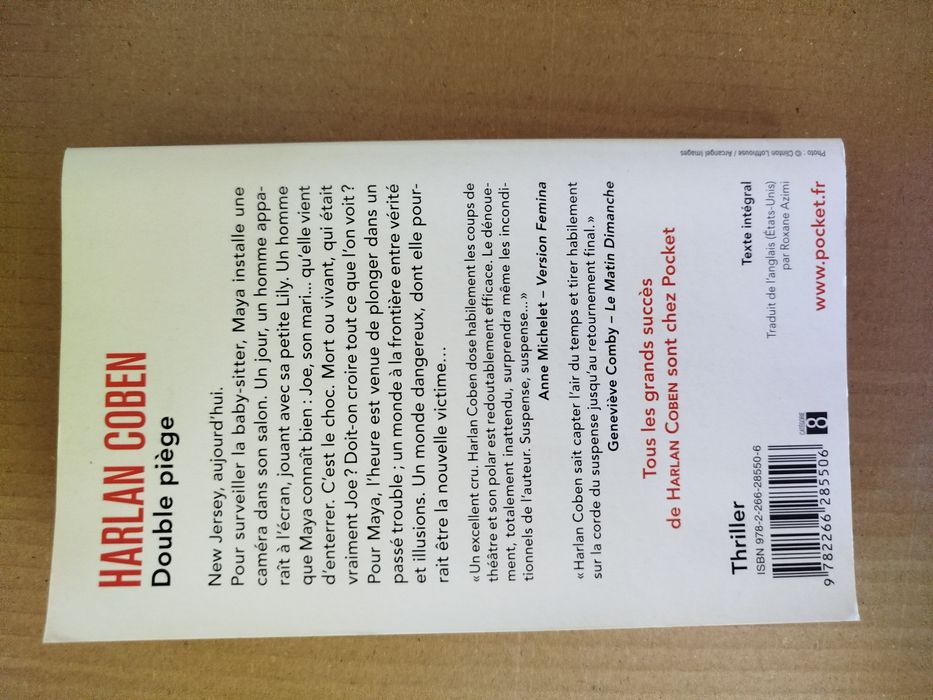 HARLAN COBEN
Double piège
New Jersey, aujourd'hui.
Pour surveiller la baby-sitter, Maya installe une
caméra dans son salon. Un jour, un homme appa-
raît à l'écran, jouant avec sa petite Lily. Un homme
que Maya connaît bien : Joe, son mari... qu'elle vient
d'enterrer. C'est le choc. Mort ou vivant, qui était
vraiment Joe ? Doit-on croire tout ce que l'on voit ?
Pour Maya, l'heure est venue de plonger dans un
passé trouble ; un monde à la frontière entre vérité
et illusions. Un monde dangereux, dont elle pour-
rait être la nouvelle victime...
« Un excellent cru. Harlan Coben dose habilement les coups de
théâtre et son polar est redoutablement efficace. Le dénoue-
ment, totalement inattendu, surprendra même les incondi-
tionnels de l'auteur. Suspense, suspense... »
Anne Michelet – Version Femina
« Harlan Coben sait capter l'air du temps et tirer habilement
sur la corde du suspense jusqu'au retournement final. »
Geneviève Comby – Le Matin Dimanche
Tous les grands succès
de HARLAN COBEN sont chez Pocket
Thriller
ISBN 978-2-266-28550-6
9 782266 285506
CATÉGORIE
8
Texte intégral
Traduit de l'anglais (États-Unis)
par Roxane Azimi
www.pocket.fr
Photo : © Clinton Lofthouse / Arcangel Images